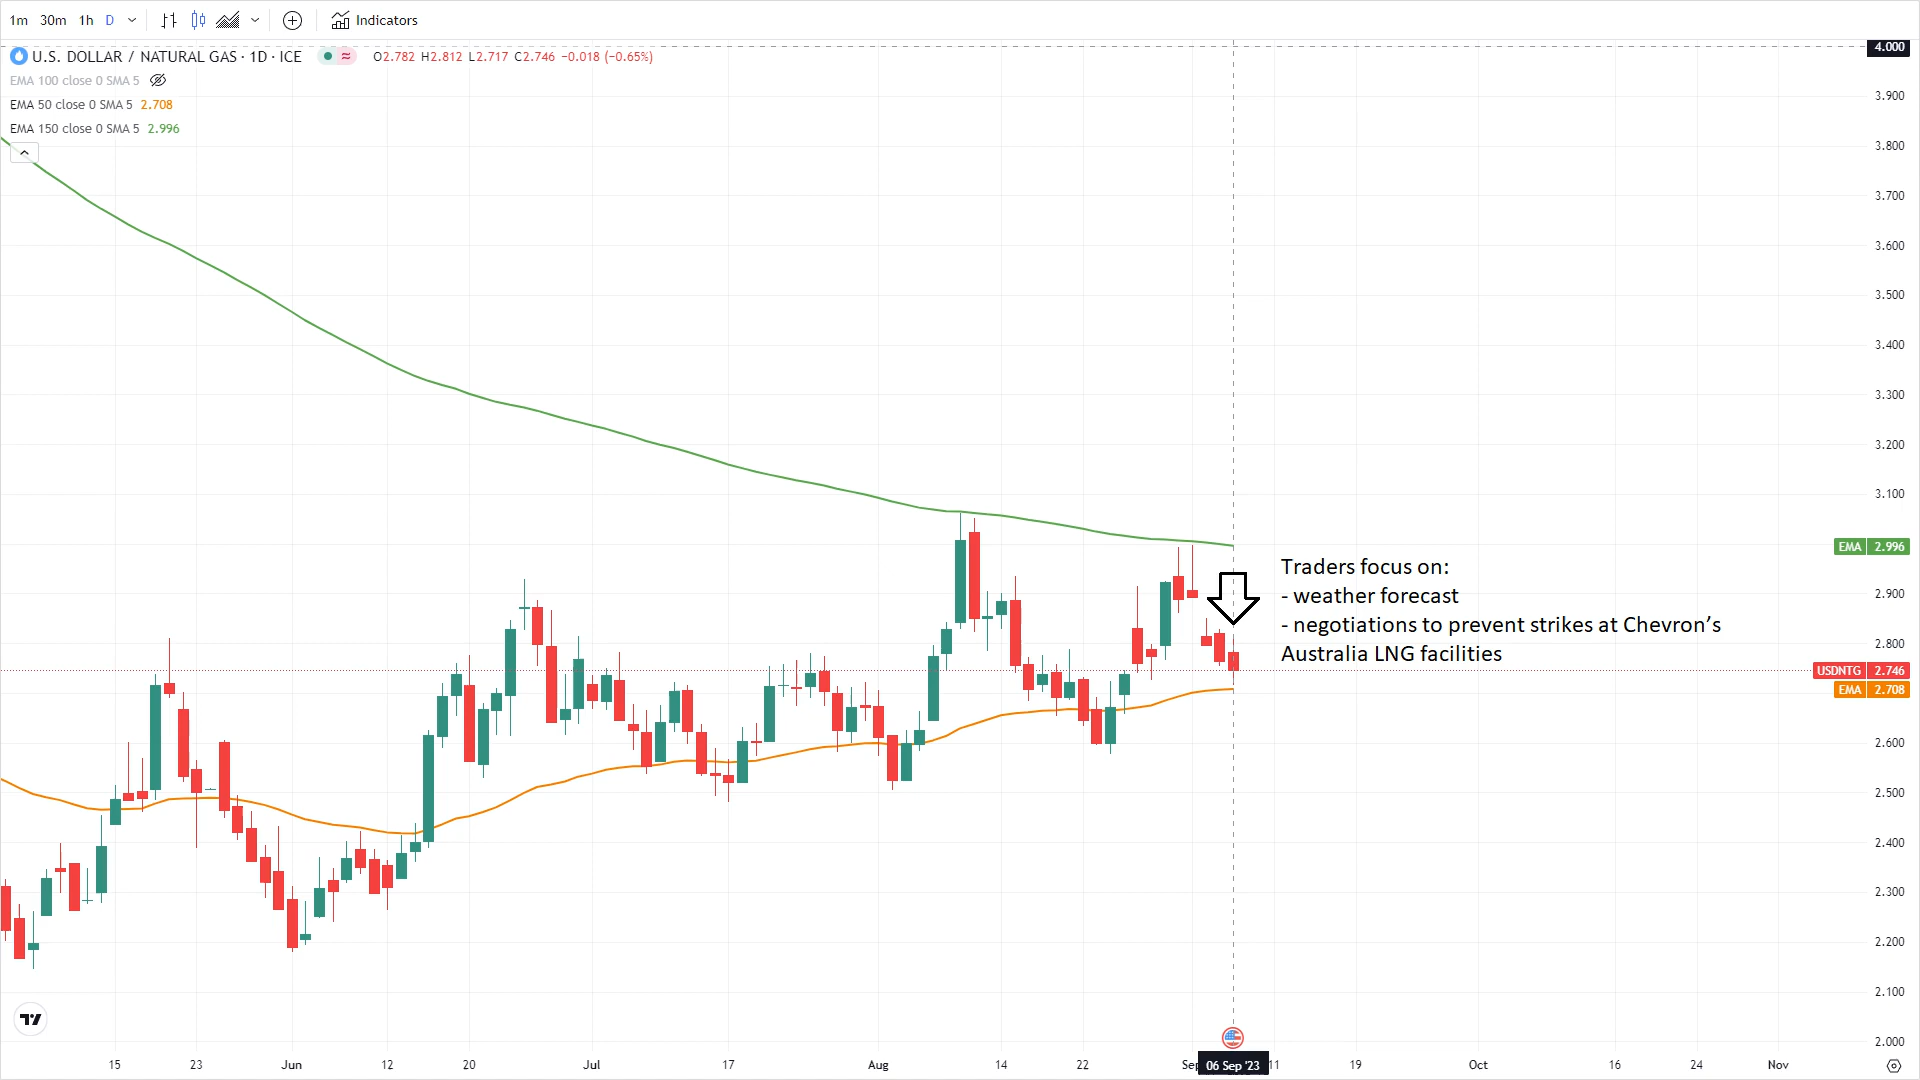 1m 30m 1h D Indicators
U.S. DOLLAR / NATURAL GAS · 1D · ICE O2.782 H2.812 L2.717 C2.746 −0.018 (−0.65%)
EMA 100 close 0 SMA 5
EMA 50 close 0 SMA 5 2.708
EMA 150 close 0 SMA 5 2.996
4.000
3.900
3.800
3.700
3.600
3.500
3.400
3.300
3.200
3.100
EMA 2.996
2.900
2.800
USDNTG 2.746
EMA 2.708
2.600
2.500
2.400
2.300
2.200
2.100
2.000
Traders focus on:
- weather forecast
- negotiations to prevent strikes at Chevron’s
Australia LNG facilities
15 23 Jun 12 20 Jul 17 Aug 14 22 Sep 06 Sep '23 11 19 Oct 16 24 Nov